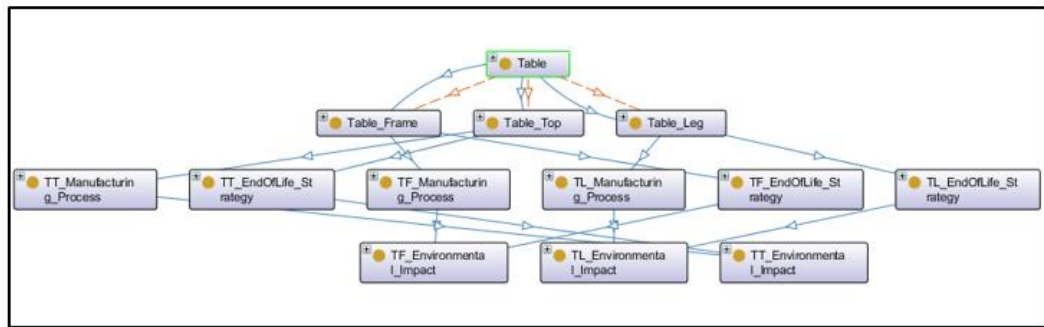 Table
Table_Frame
Table_Top
Table_Leg
TT_Manufacturin
g_Process
TT_EndOfLife_St
rategy
TF_Manufacturin
g_Process
TL_Manufacturin
g_Process
TF_EndOfLife_St
rategy
TL_EndOfLife_St
rategy
TF_Environmenta
l_Impact
TL_Environmenta
l_Impact
TT_Environmenta
l_Impact